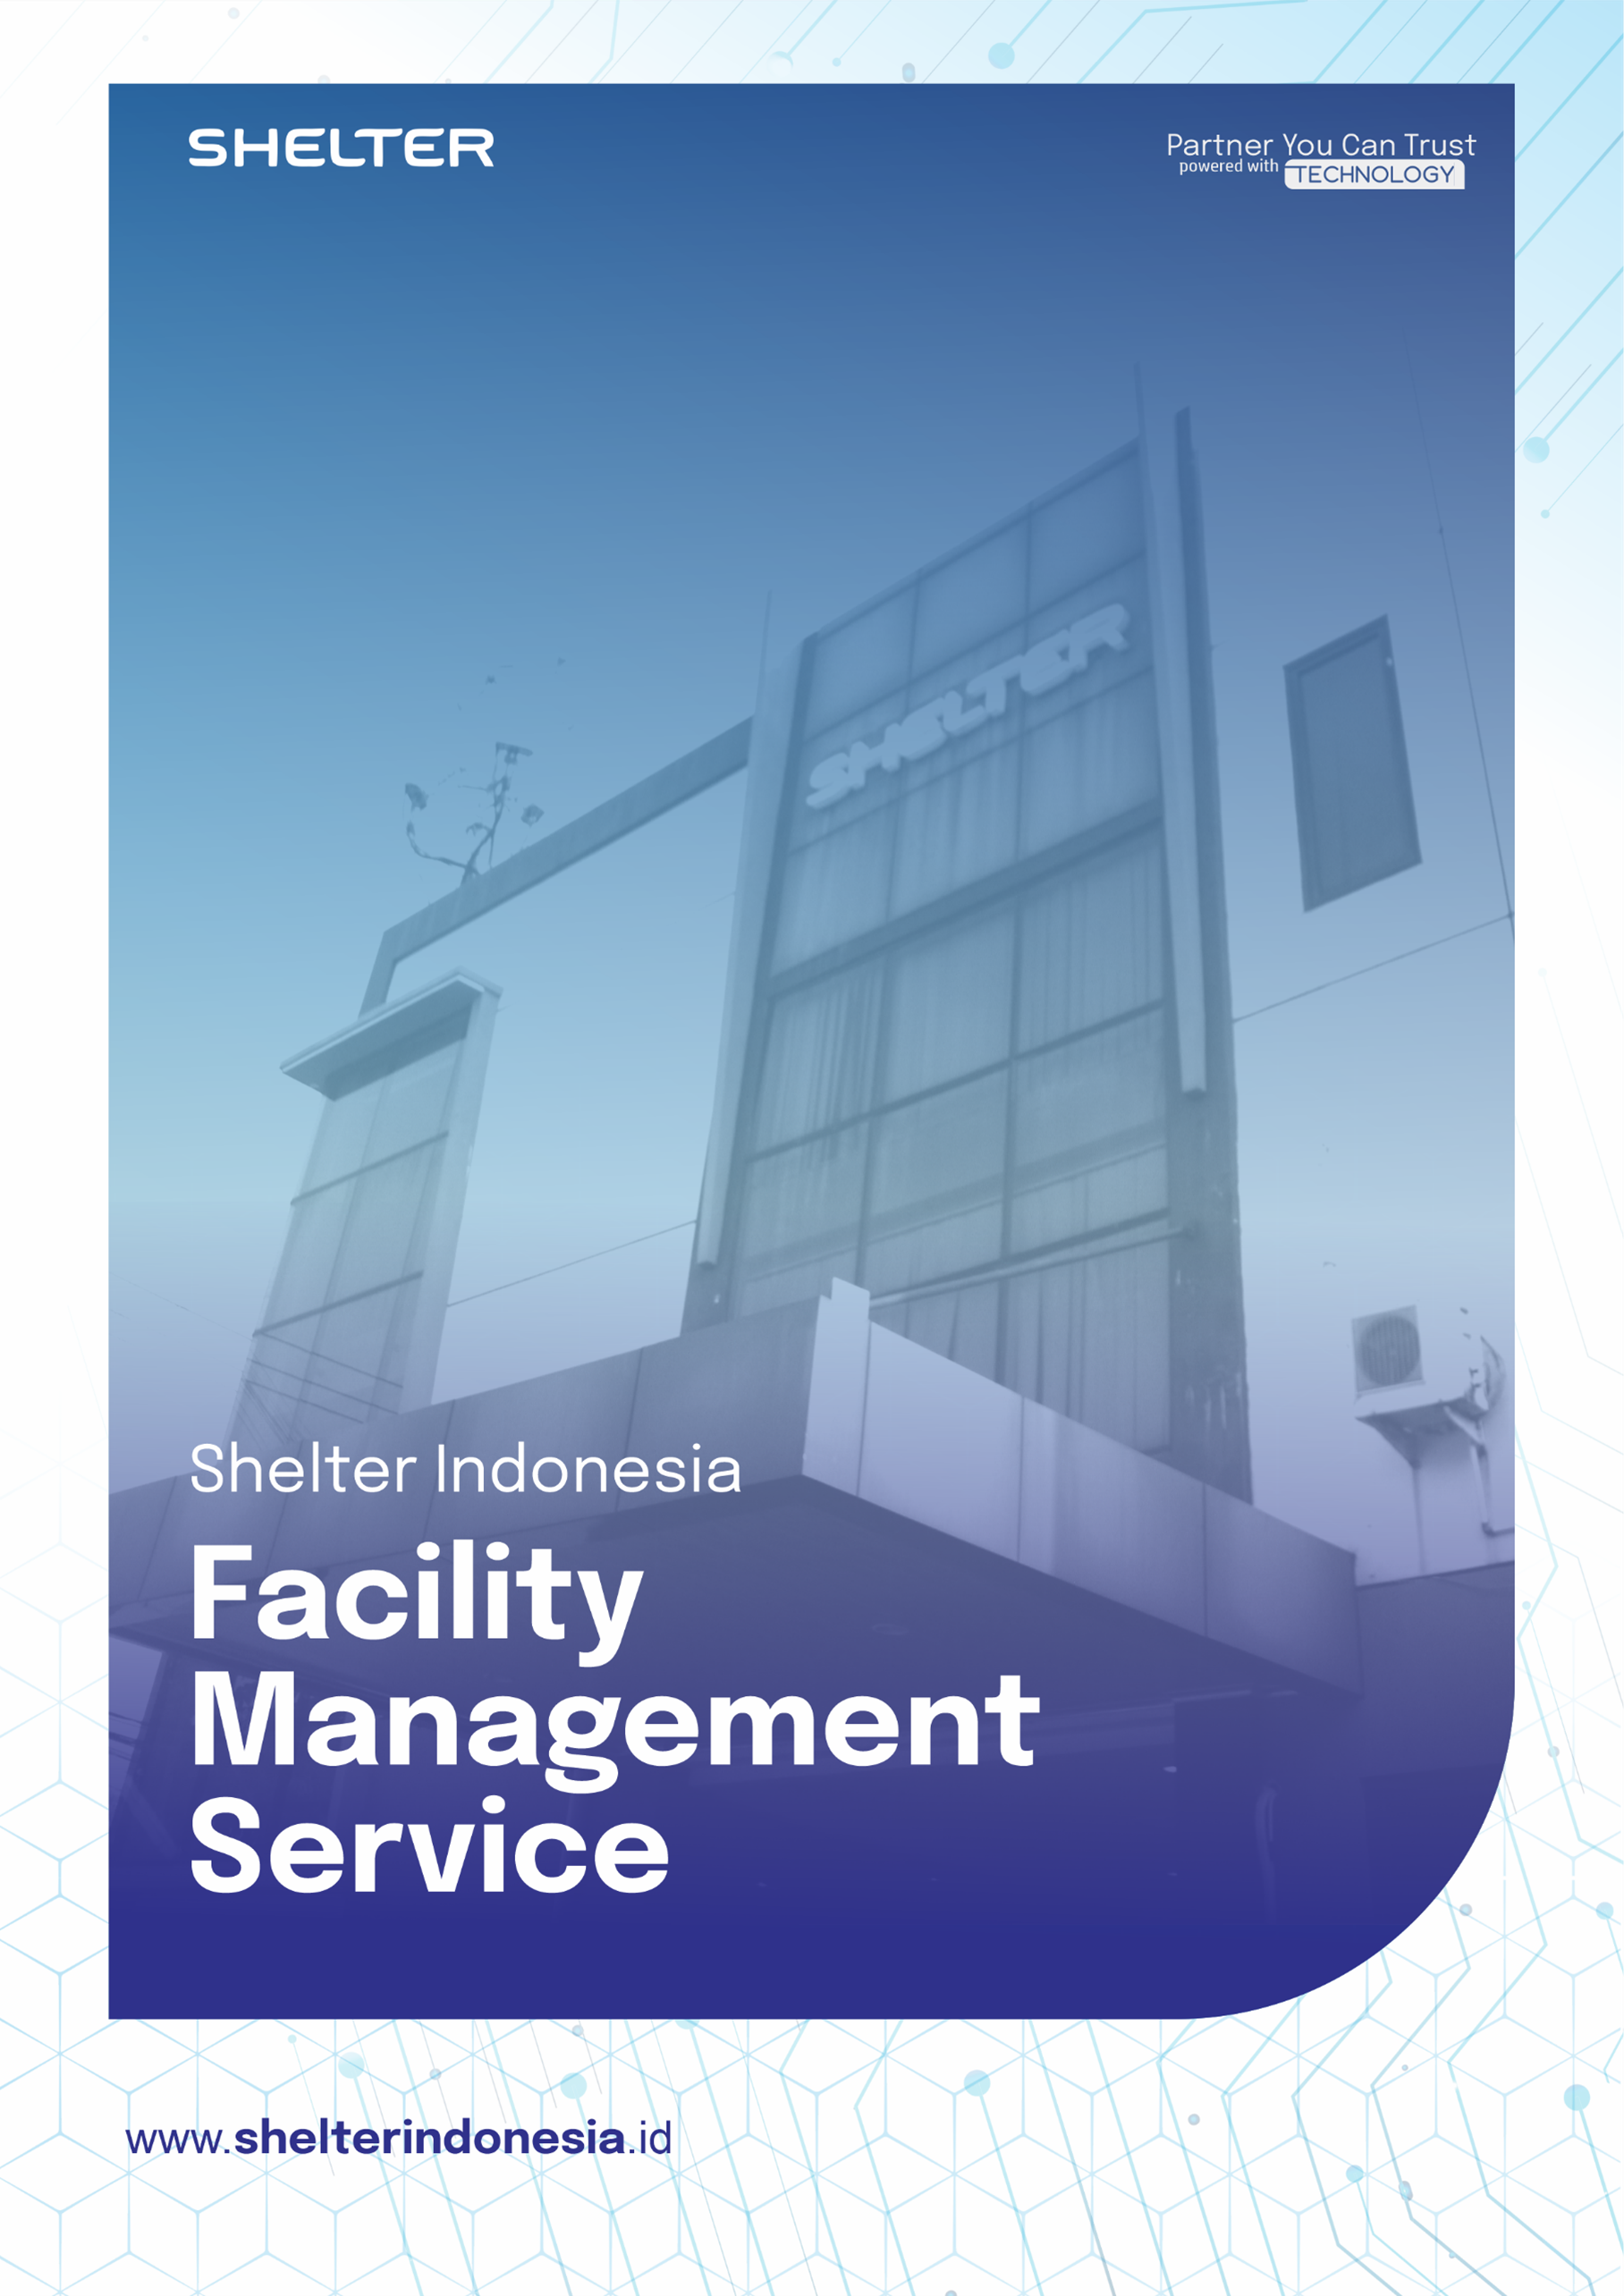 SHELTER
Partner You Can Trust
powered with TECHNOLOGY
SHELTER
Shelter Indonesia
Facility
Management
Service
www.shelterindonesia.id